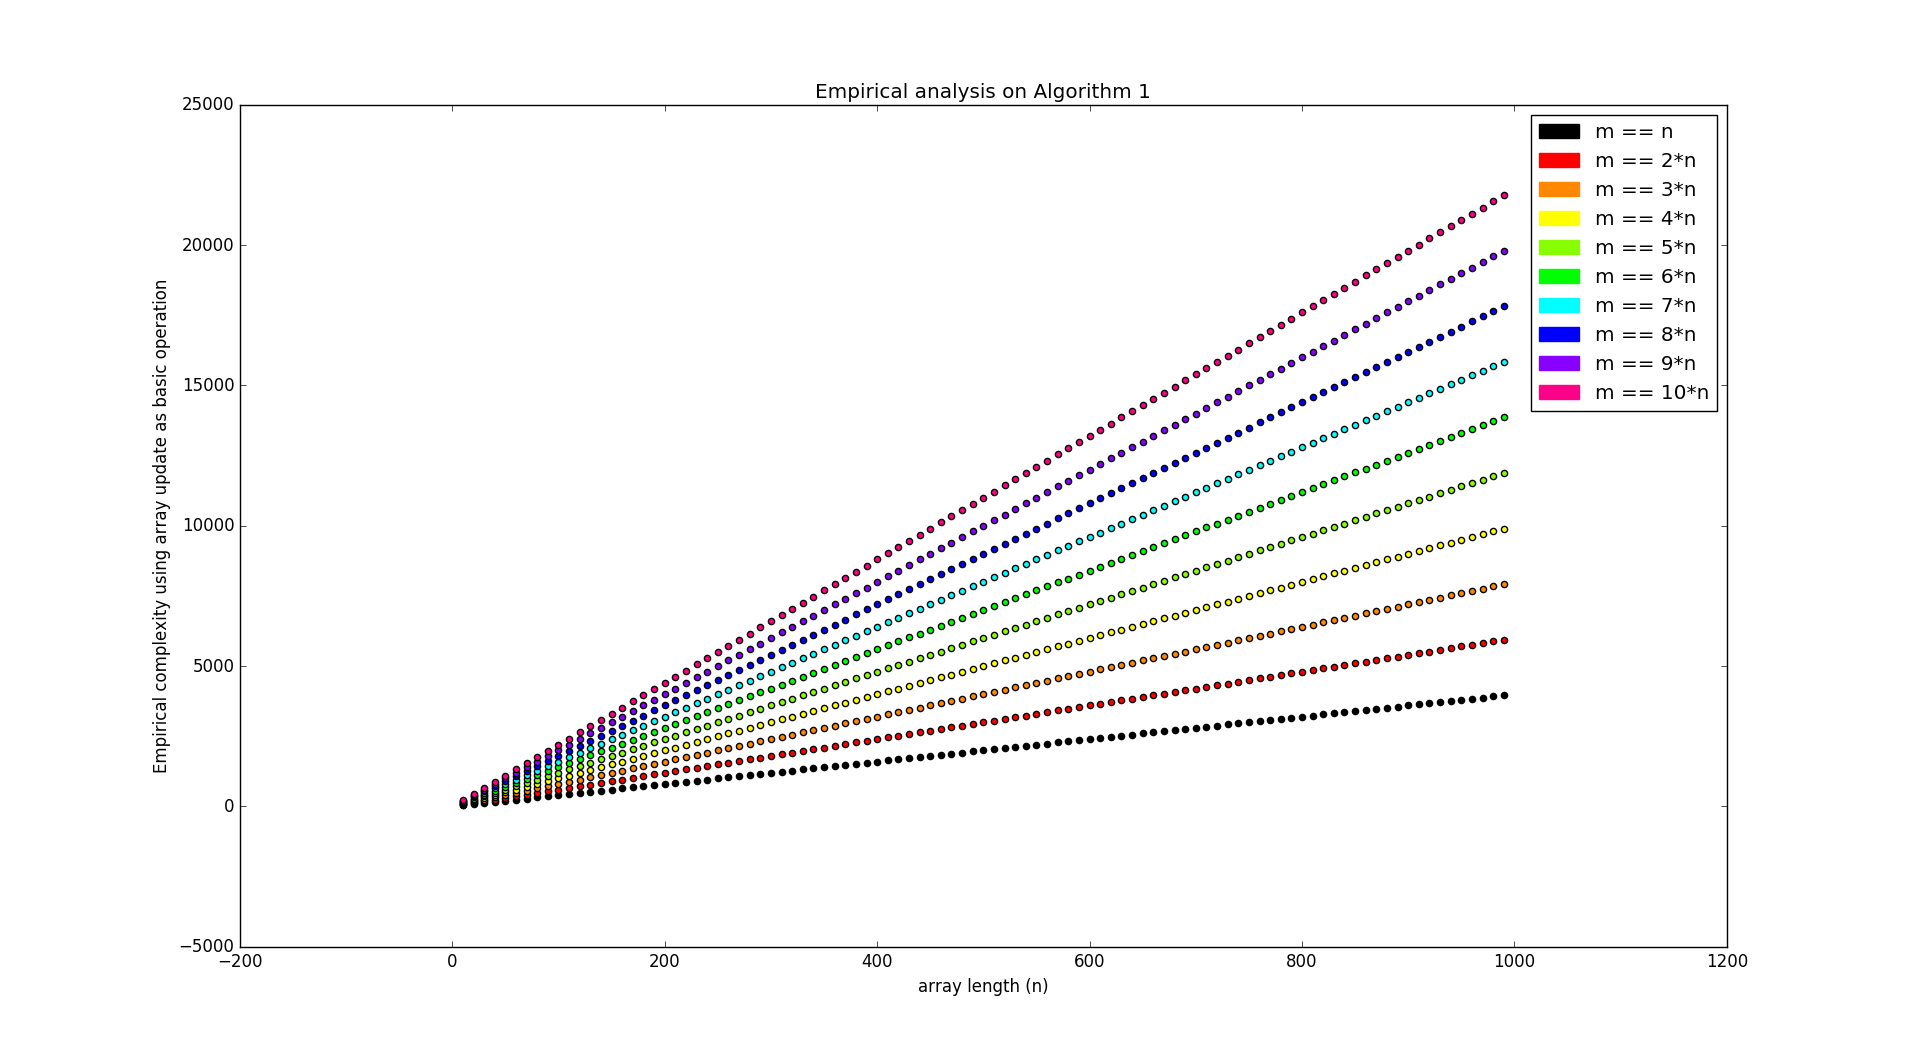 Empirical analysis on Algorithm 1
25000
20000
15000
10000
5000
0
−5000
Empirical complexity using array update as basic operation
−200
0
200
400
600
800
1000
1200
array length (n)
m == n
m == 2*n
m == 3*n
m == 4*n
m == 5*n
m == 6*n
m == 7*n
m == 8*n
m == 9*n
m == 10*n